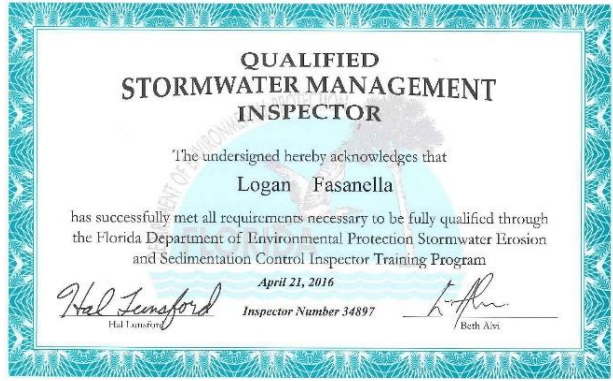 QUALIFIED
STORMWATER MANAGEMENT
INSPECTOR
The undersigned hereby acknowledges that
Logan Fasanella
has successfully met all requirements necessary to be fully qualified through
the Florida Department of Environmental Protection Stormwater Erosion
and Sedimentation Control Inspector Training Program
April 21, 2016
Hal Lunsford
Inspector Number 34897
Hal Lunsford
Beth Alvi
FLORIDA